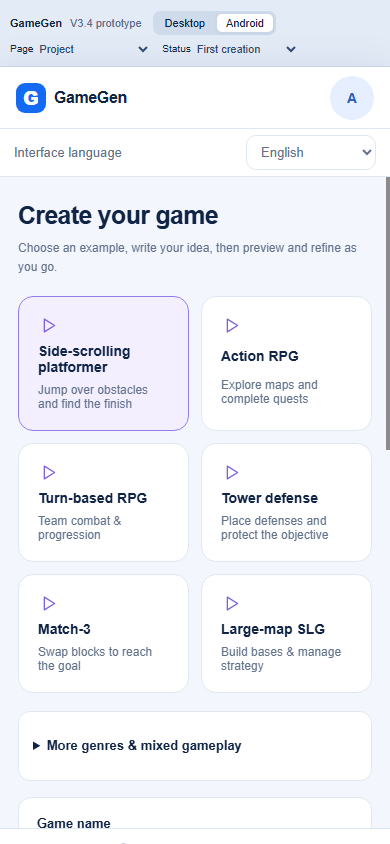 GameGen V3.4 prototype Desktop Android
Page Project Status First creation
G GameGen A
Interface language English
Create your game
Choose an example, write your idea, then preview and refine as
you go.
Side-scrolling
platformer
Jump over obstacles
and find the finish
Action RPG
Explore maps and
complete quests
Turn-based RPG
Team combat &
progression
Tower defense
Place defenses and
protect the objective
Match-3
Swap blocks to reach
the goal
Large-map SLG
Build bases & manage
strategy
More genres & mixed gameplay
Game name